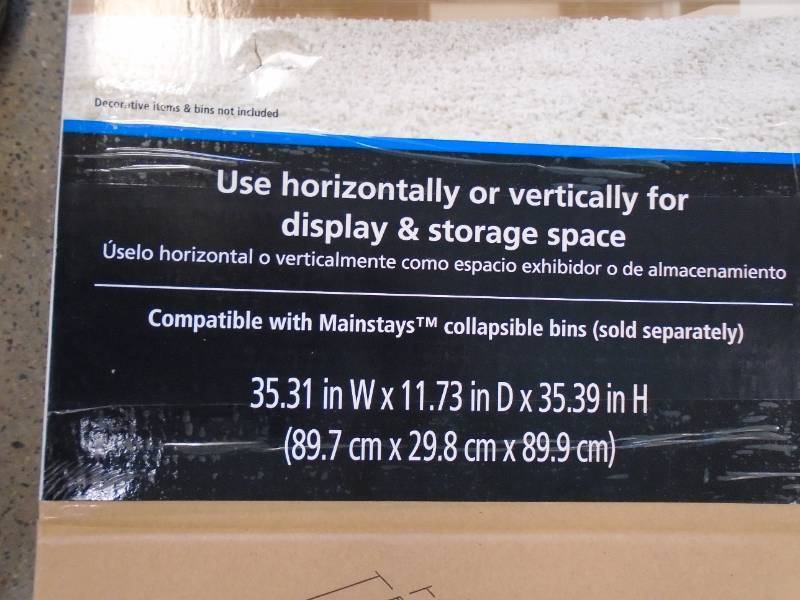 Decorative items & bins not included
Use horizontally or vertically for
display & storage space
Úselo horizontal o verticalmente como espacio exhibidor o de almacenamiento
Compatible with Mainstays™ collapsible bins (sold separately)
35.31 in W x 11.73 in D x 35.39 in H
(89.7 cm x 29.8 cm x 89.9 cm)